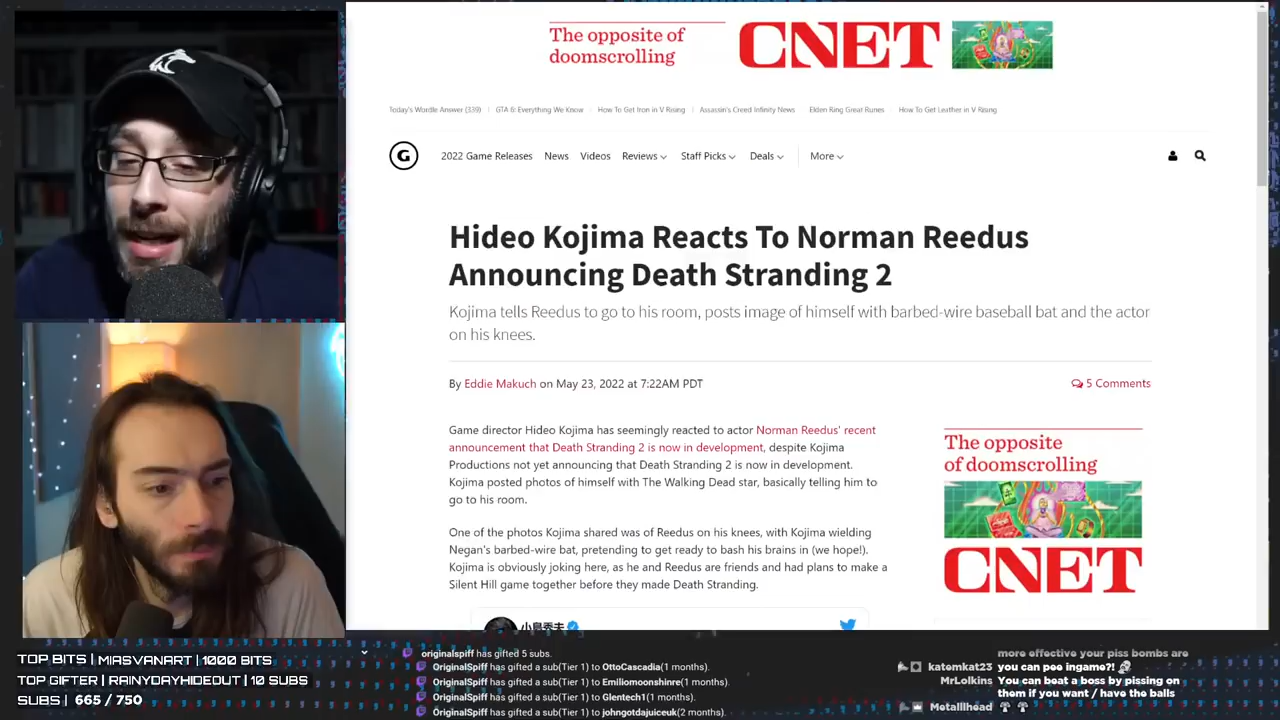 The opposite of
doomscrolling
CNET
Today's Wordle Answer (339) | GTA 6: Everything We Know | How To Get Iron in V Rising | Assassin's Creed Infinity News | Elden Ring Great Runes | How To Get Leather in V Rising
G 2022 Game Releases News Videos Reviews Staff Picks Deals More
Hideo Kojima Reacts To Norman Reedus
Announcing Death Stranding 2
Kojima tells Reedus to go to his room, posts image of himself with barbed-wire baseball bat and the actor
on his knees.
By Eddie Makuch on May 23, 2022 at 7:22AM PDT
5 Comments
Game director Hideo Kojima has seemingly reacted to actor Norman Reedus' recent
announcement that Death Stranding 2 is now in development, despite Kojima
Productions not yet announcing that Death Stranding 2 is now in development.
Kojima posted photos of himself with The Walking Dead star, basically telling him to
go to his room.
One of the photos Kojima shared was of Reedus on his knees, with Kojima wielding
Negan's barbed-wire bat, pretending to get ready to bash his brains in (we hope!).
Kojima is obviously joking here, as he and Reedus are friends and had plans to make a
Silent Hill game together before they made Death Stranding.
The opposite
of doomscrolling
CNET
小島秀夫
TOP BITS | MIASVANART | 1000 BITS
TOP GIFTER | RAINYDAYHIDEOUT | 10 SUBS
SUBS | 665 / 750
originalspiff has gifted 5 subs.
OriginalSpiff has gifted a sub(Tier 1) to OttoCascadia(1 months).
OriginalSpiff has gifted a sub(Tier 1) to Emiliomoonshinre(1 months).
OriginalSpiff has gifted a sub(Tier 1) to Glentech1(1 months).
OriginalSpiff has gifted a sub(Tier 1) to johngotdajuiceuk(2 months).
more effective your piss bombs are
katemkat23 you can pee ingame?!
MrLolkins You can beat a boss by pissing on
them if you want / have the balls
Metalllhead